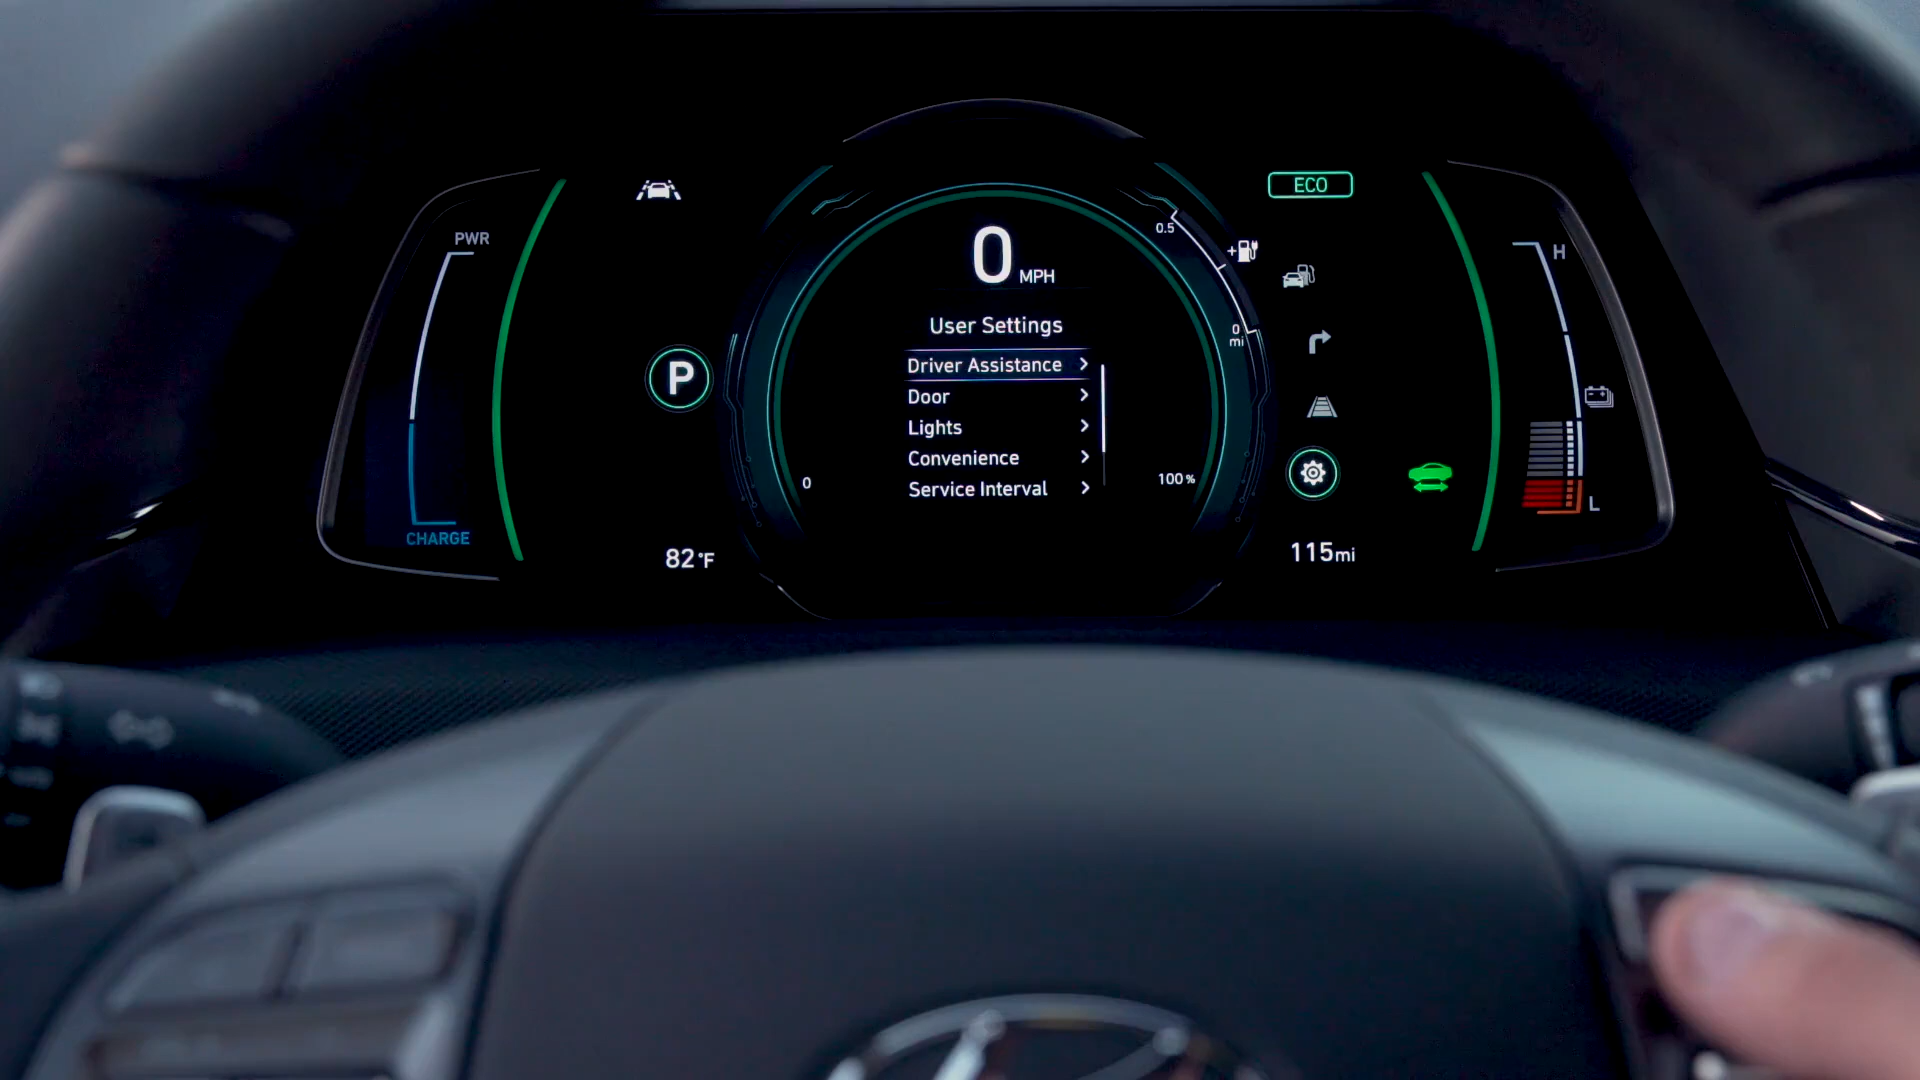 ECO
PWR
0.5
+
H
0 MPH
User Settings
0
mi
Driver Assistance >
P
Door >
Lights >
Convenience >
0
100 %
Service Interval >
L
CHARGE
82°F
115mi